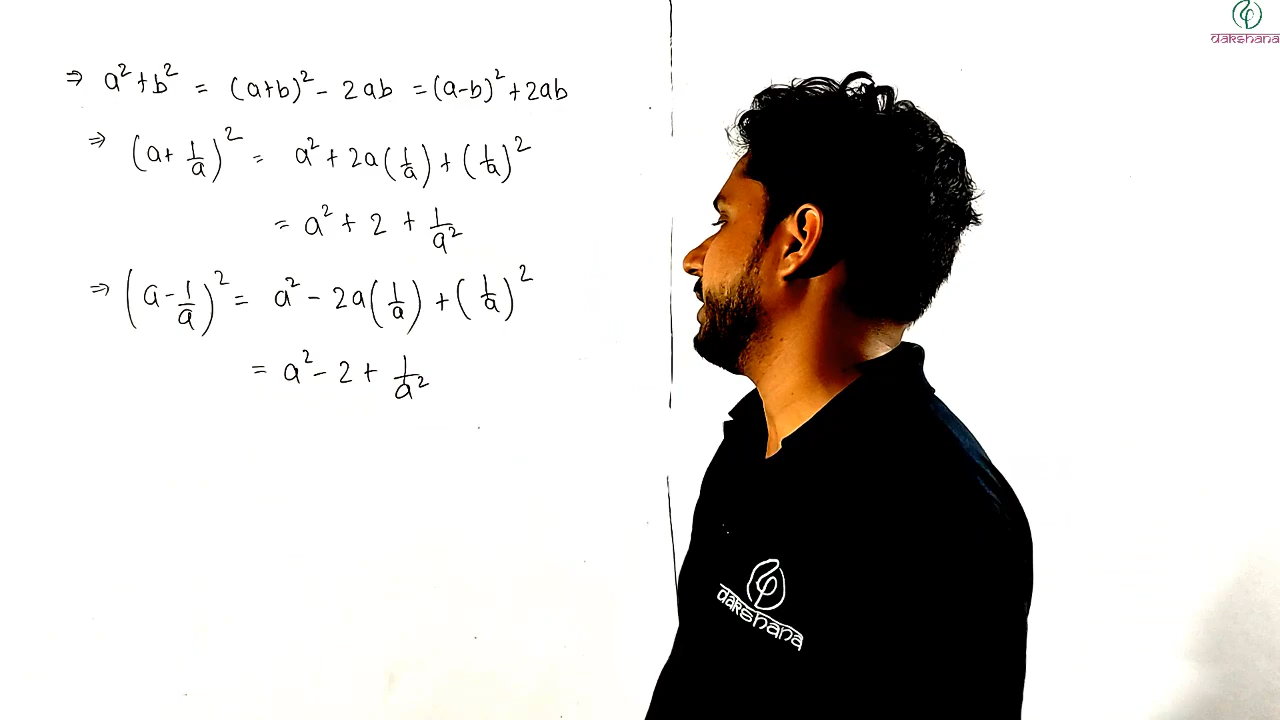 ⇒ a² + b² = (a+b)² - 2ab = (a-b)² + 2ab
⇒ (a + 1/a)² = a² + 2a(1/a) + (1/a)²
= a² + 2 + 1/a²
⇒ (a - 1/a)² = a² - 2a(1/a) + (1/a)²
= a² - 2 + 1/a²
dakshana
dakshana